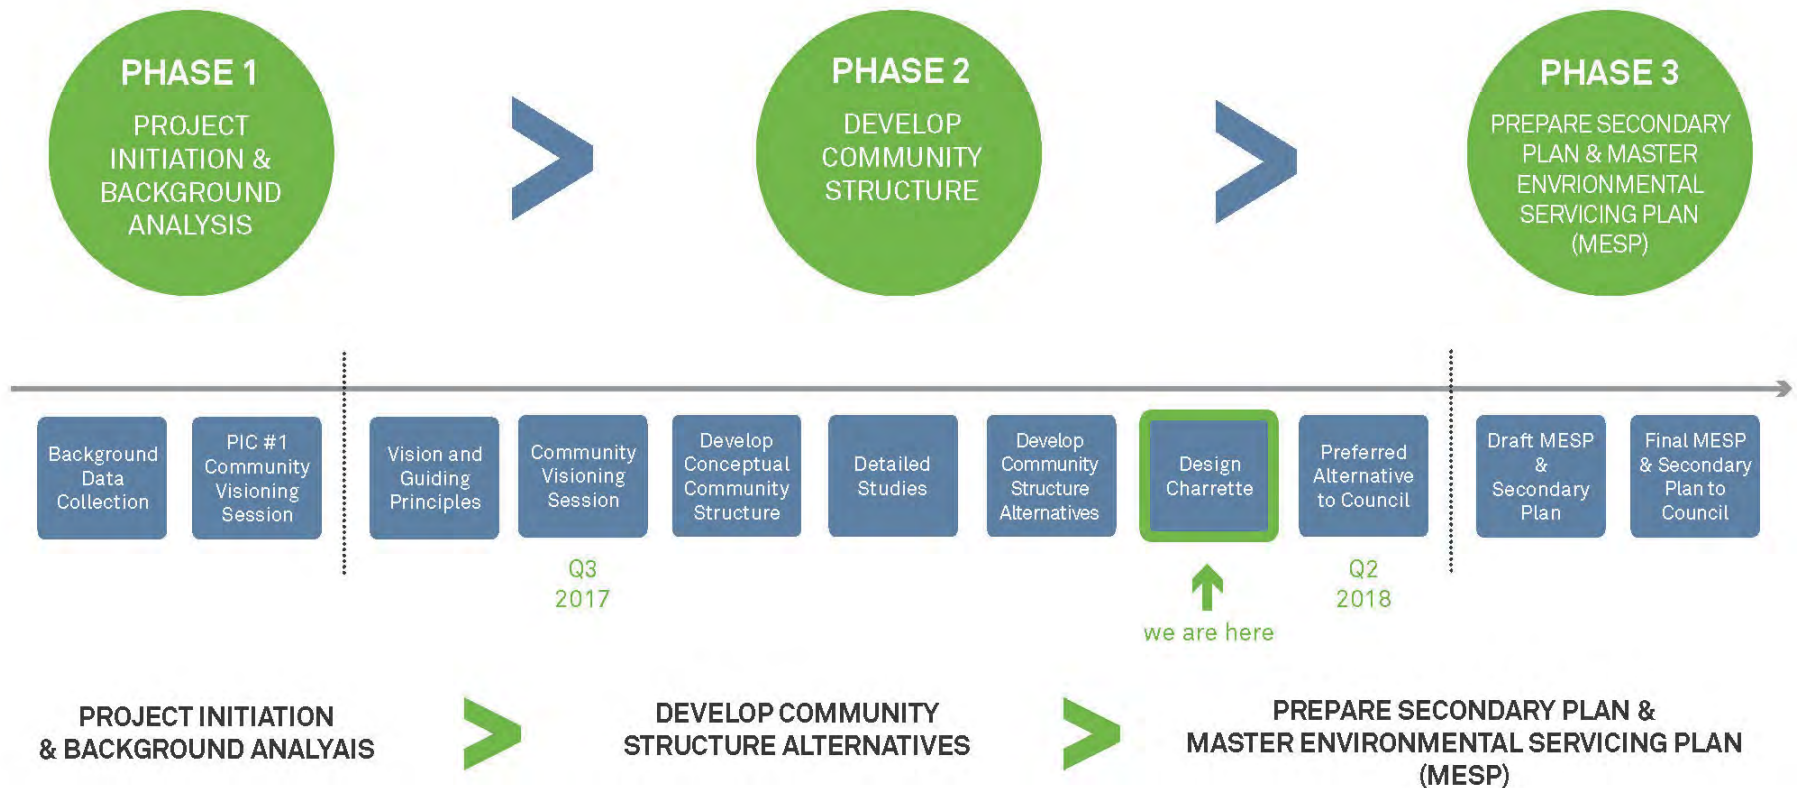 PHASE 1
PROJECT
INITIATION &
BACKGROUND
ANALYSIS
PHASE 2
DEVELOP
COMMUNITY
STRUCTURE
PHASE 3
PREPARE SECONDARY
PLAN & MASTER
ENVRIONMENTAL
SERVICING PLAN
(MESP)
Background
Data
Collection
PIC #1
Community
Visioning
Session
Vision and
Guiding
Principles
Community
Visioning
Session
Develop
Conceptual
Community
Structure
Detailed
Studies
Develop
Community
Structure
Alternatives
Design
Charrette
Preferred
Alternative
to Council
Draft MESP
&
Secondary
Plan
Final MESP
& Secondary
Plan to
Council
Q3
2017
we are here
Q2
2018
PROJECT INITIATION
& BACKGROUND ANALYAIS
DEVELOP COMMUNITY
STRUCTURE ALTERNATIVES
PREPARE SECONDARY PLAN &
MASTER ENVIRONMENTAL SERVICING PLAN
(MESP)